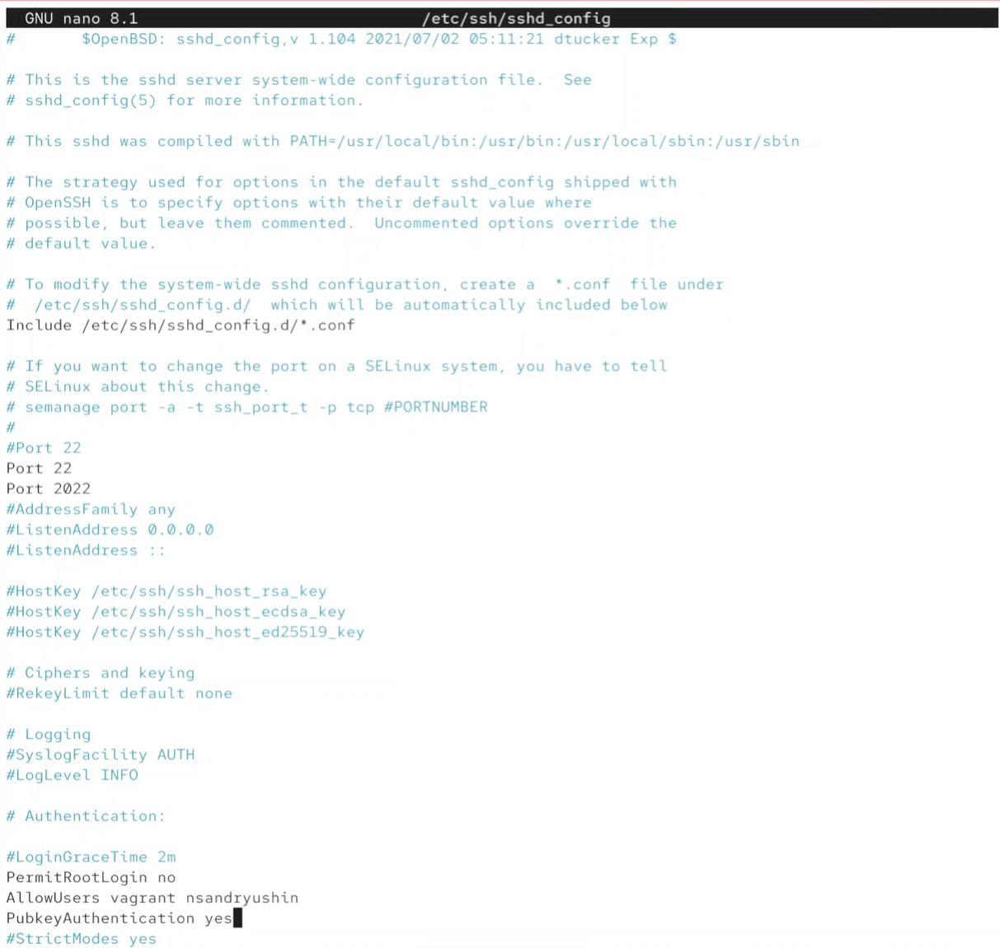 GNU nano 8.1 /etc/ssh/sshd_config
# $OpenBSD: sshd_config,v 1.104 2021/07/02 05:11:21 dtucker Exp $
# This is the sshd server system-wide configuration file. See
# sshd_config(5) for more information.
# This sshd was compiled with PATH=/usr/local/bin:/usr/bin:/usr/local/sbin:/usr/sbin
# The strategy used for options in the default sshd_config shipped with
# OpenSSH is to specify options with their default value where
# possible, but leave them commented. Uncommented options override the
# default value.
# To modify the system-wide sshd configuration, create a *.conf file under
# /etc/ssh/sshd_config.d/ which will be automatically included below
Include /etc/ssh/sshd_config.d/*.conf
# If you want to change the port on a SELinux system, you have to tell
# SELinux about this change.
# semanage port -a -t ssh_port_t -p tcp #PORTNUMBER
#
#Port 22
Port 22
Port 2022
#AddressFamily any
#ListenAddress 0.0.0.0
#ListenAddress ::
#HostKey /etc/ssh/ssh_host_rsa_key
#HostKey /etc/ssh/ssh_host_ecdsa_key
#HostKey /etc/ssh/ssh_host_ed25519_key
# Ciphers and keying
#RekeyLimit default none
# Logging
#SyslogFacility AUTH
#LogLevel INFO
# Authentication:
#LoginGraceTime 2m
PermitRootLogin no
AllowUsers vagrant nsandryushin
PubkeyAuthentication yes
#StrictModes yes